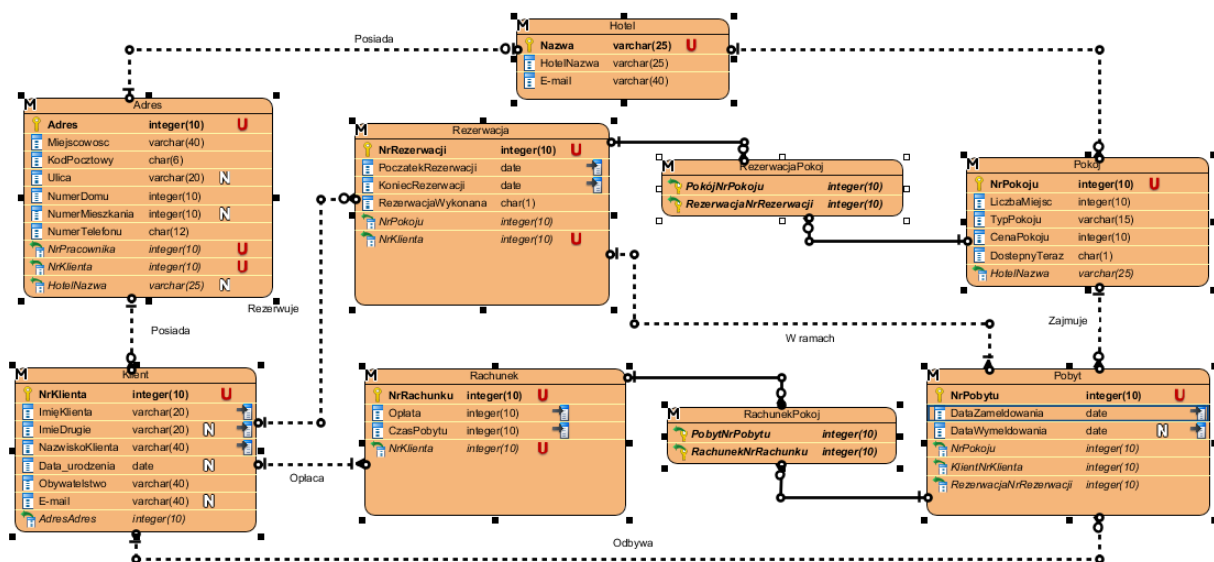 Hotel
Nazwa varchar(25) U
HotelNazwa varchar(25)
E-mail varchar(40)
Posiada
Adres
Adres integer(10) U
Miejscowosc varchar(40)
KodPocztowy char(6)
Ulica varchar(20) N
NumerDomu integer(10)
NumerMieszkania integer(10) N
NumerTelefonu char(12)
NrPracownika integer(10) U
NrKlienta integer(10) U
HotelNazwa varchar(25) N
Rezerwacja
NrRezerwacji integer(10) U
PoczatekRezerwacji date
KoniecRezerwacji date
RezerwacjaWykonana char(1)
NrPokoju integer(10)
NrKlienta integer(10) U
RezerwacjaPokoj
PokójNrPokoju integer(10)
RezerwacjaNrRezerwacji integer(10)
Pokój
NrPokoju integer(10) U
LiczbaMiejsc integer(10)
TypPokoju varchar(15)
CenaPokoju integer(10)
DostepnyTeraz char(1)
HotelNazwa varchar(25)
Rezerwuje
Posiada
W ramach
Zajmuje
Klient
NrKlienta integer(10) U
ImięKlienta varchar(20)
ImieDrugie varchar(20) N
NazwiskoKlienta varchar(40)
Data_urodzenia date N
Obywatelstwo varchar(40)
E-mail varchar(40) N
AdresAdres integer(10)
Opłaca
Rachunek
NrRachunku integer(10) U
Opłata integer(10)
CzasPobytu integer(10)
NrKlienta integer(10) U
RachunekPokoj
PobytNrPobytu integer(10)
RachunekNrRachunku integer(10)
Pobyt
NrPobytu integer(10) U
DataZameldowania date
DataWymeldowania date N
NrPokoju integer(10)
KlientNrKlienta integer(10)
RezerwacjaNrRezerwacji integer(10)
Odbywa